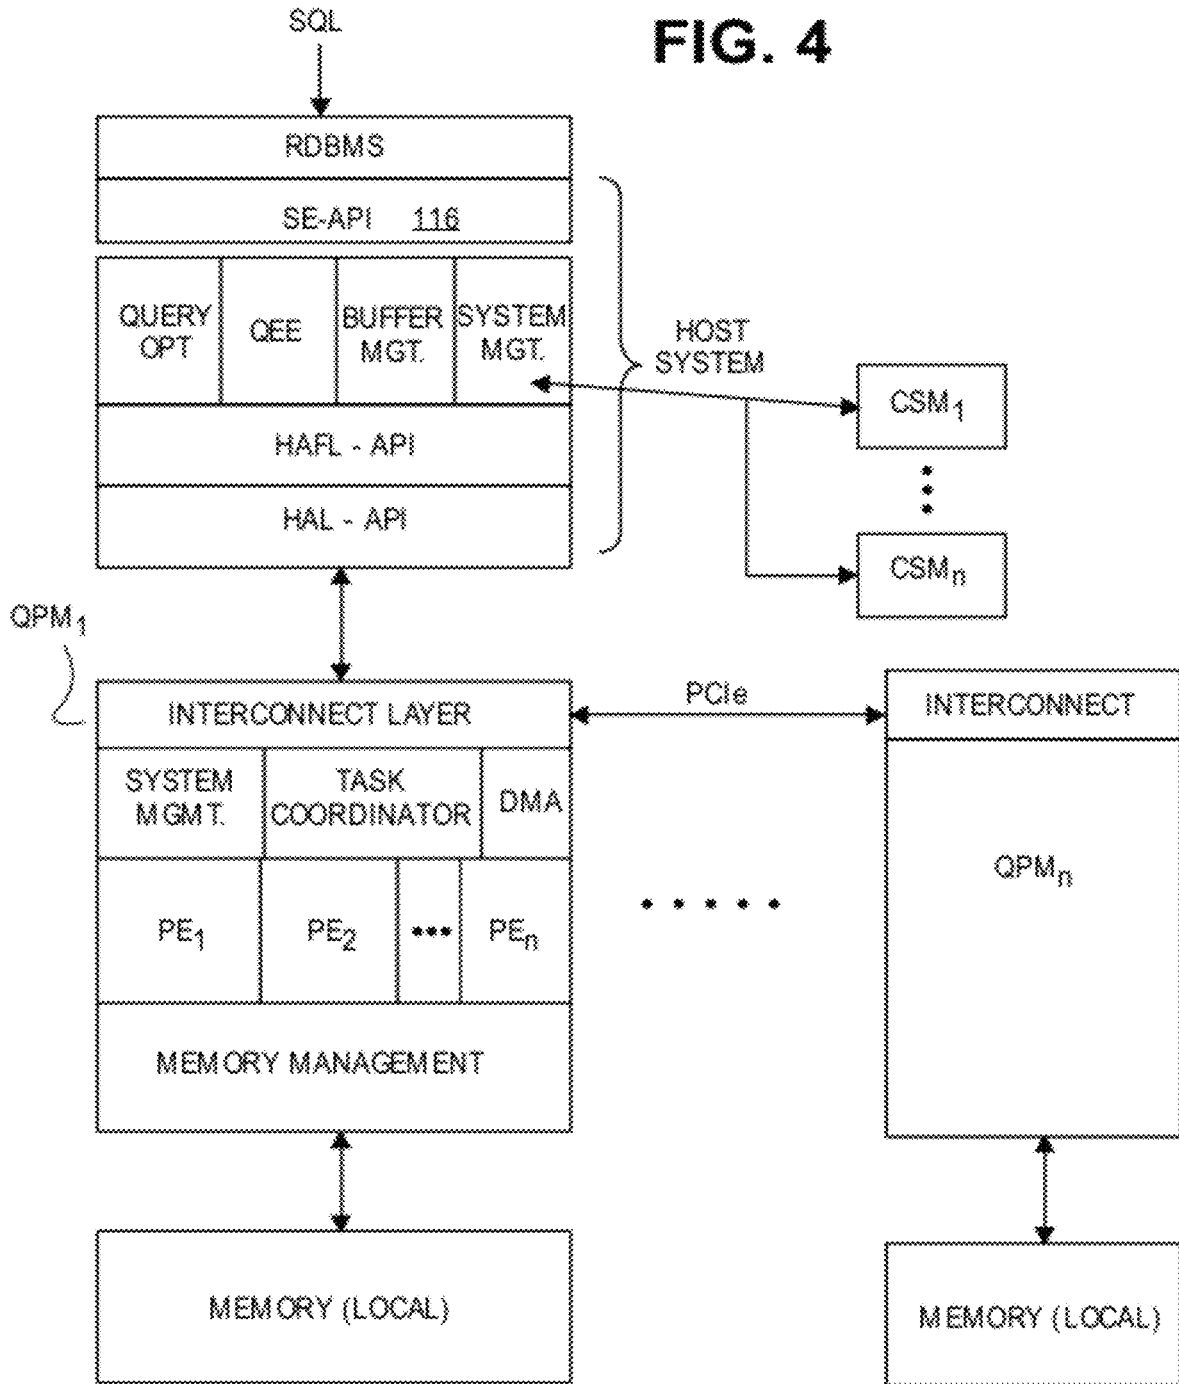 FIG. 4
SQL
RDBMS
SE-API 116
QUERY
OPT
QEE
BUFFER
MGT.
SYSTEM
MGT.
HOST
SYSTEM
HAFL - API
HAL - API
CSM1
CSMn
QPM1
INTERCONNECT LAYER
PCIe
INTERCONNECT
SYSTEM
MGMT.
TASK
COORDINATOR
DMA
PE1
PE2
PEn
QPMn
MEMORY MANAGEMENT
MEMORY (LOCAL)
MEMORY (LOCAL)